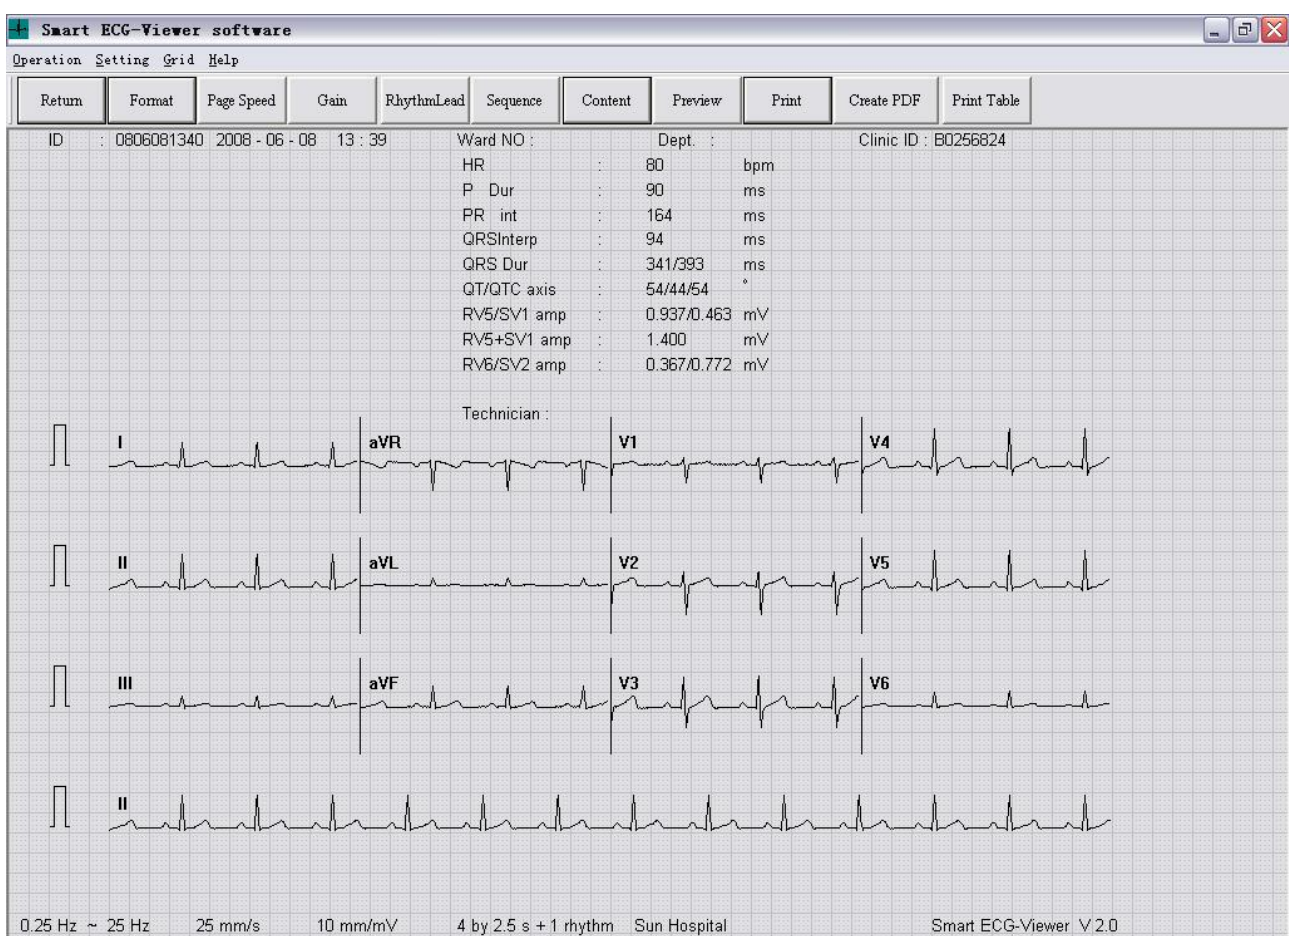 Smart ECG-Viewer software
Operation Setting Grid Help
Return Format Page Speed Gain RhythmLead Sequence Content Preview Print Create PDF Print Table
ID : 0806081340 2008 - 06 - 08 13 : 39 Ward NO : Dept. : Clinic ID : B0256824
HR : 80 bpm
P Dur : 90 ms
PR int : 164 ms
QRSInterp : 94 ms
QRS Dur : 341/393 ms
QT/QTC axis : 54/44/54 °
RV5/SV1 amp : 0.937/0.463 mV
RV5+SV1 amp : 1.400 mV
RV6/SV2 amp : 0.367/0.772 mV
Technician :
I aVR V1 V4
II aVL V2 V5
III aVF V3 V6
II
0.25 Hz ~ 25 Hz 25 mm/s 10 mm/mV 4 by 2.5 s + 1 rhythm Sun Hospital Smart ECG-Viewer V 2.0